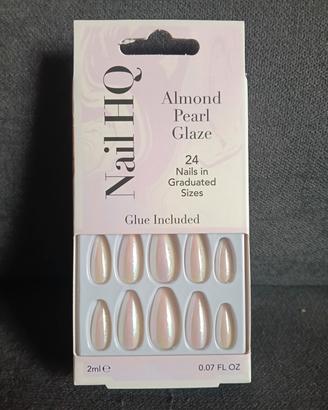 Nail HQ
Almond
Pearl
Glaze
24
Nails in
Graduated
Sizes
Glue Included
2ml ℮
0.07 FL OZ